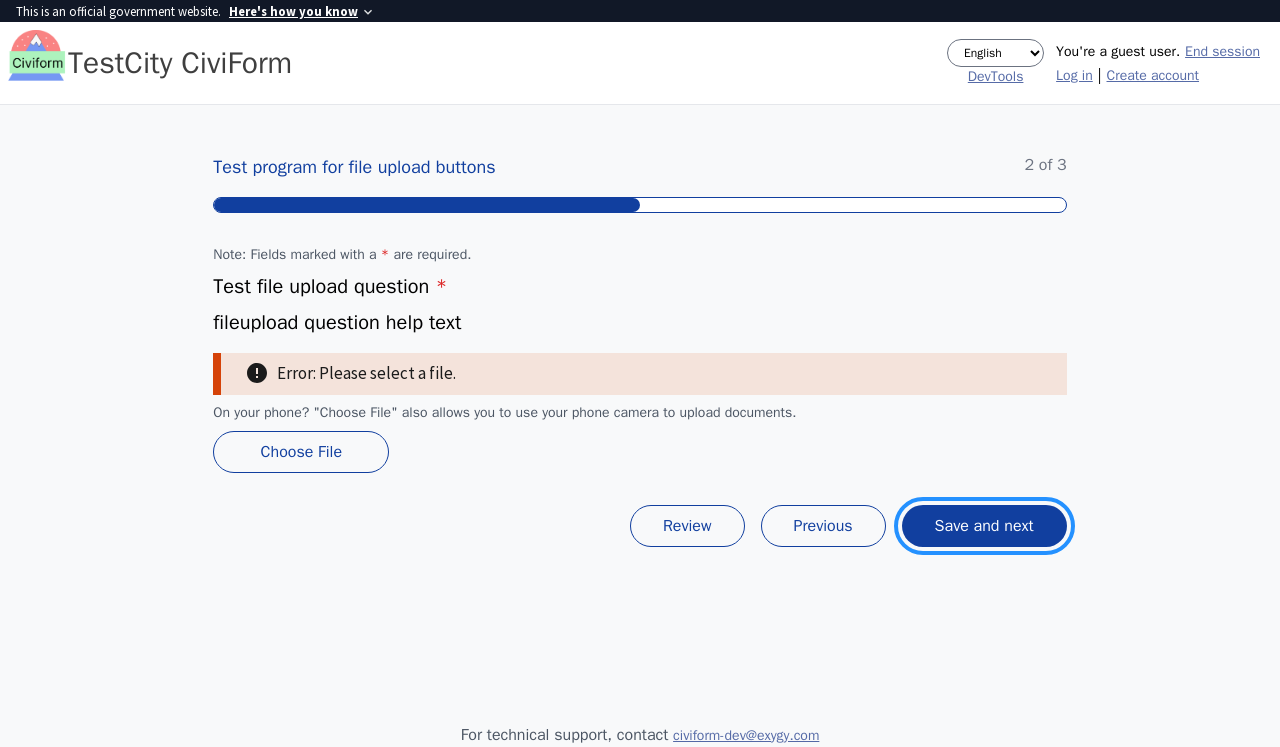 This is an official government website. Here's how you know
Civiform
TestCity CiviForm
English
DevTools
You're a guest user. End session
Log in | Create account
Test program for file upload buttons
2 of 3
Note: Fields marked with a * are required.
Test file upload question *
fileupload question help text
Error: Please select a file.
On your phone? "Choose File" also allows you to use your phone camera to upload documents.
Choose File
Review
Previous
Save and next
For technical support, contact civiform-dev@exygy.com